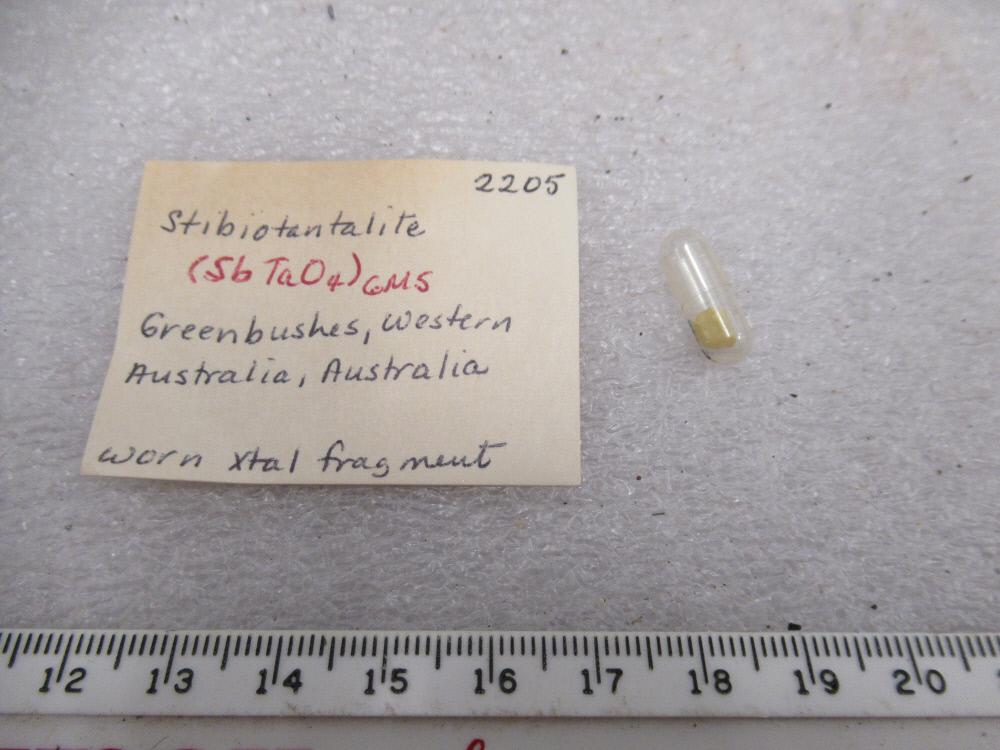 2205
Stibiotantalite
(SbTaO4)GMS
Greenbushes, Western
Australia, Australia
worn xtal fragment
12 13 14 15 16 17 18 19 20